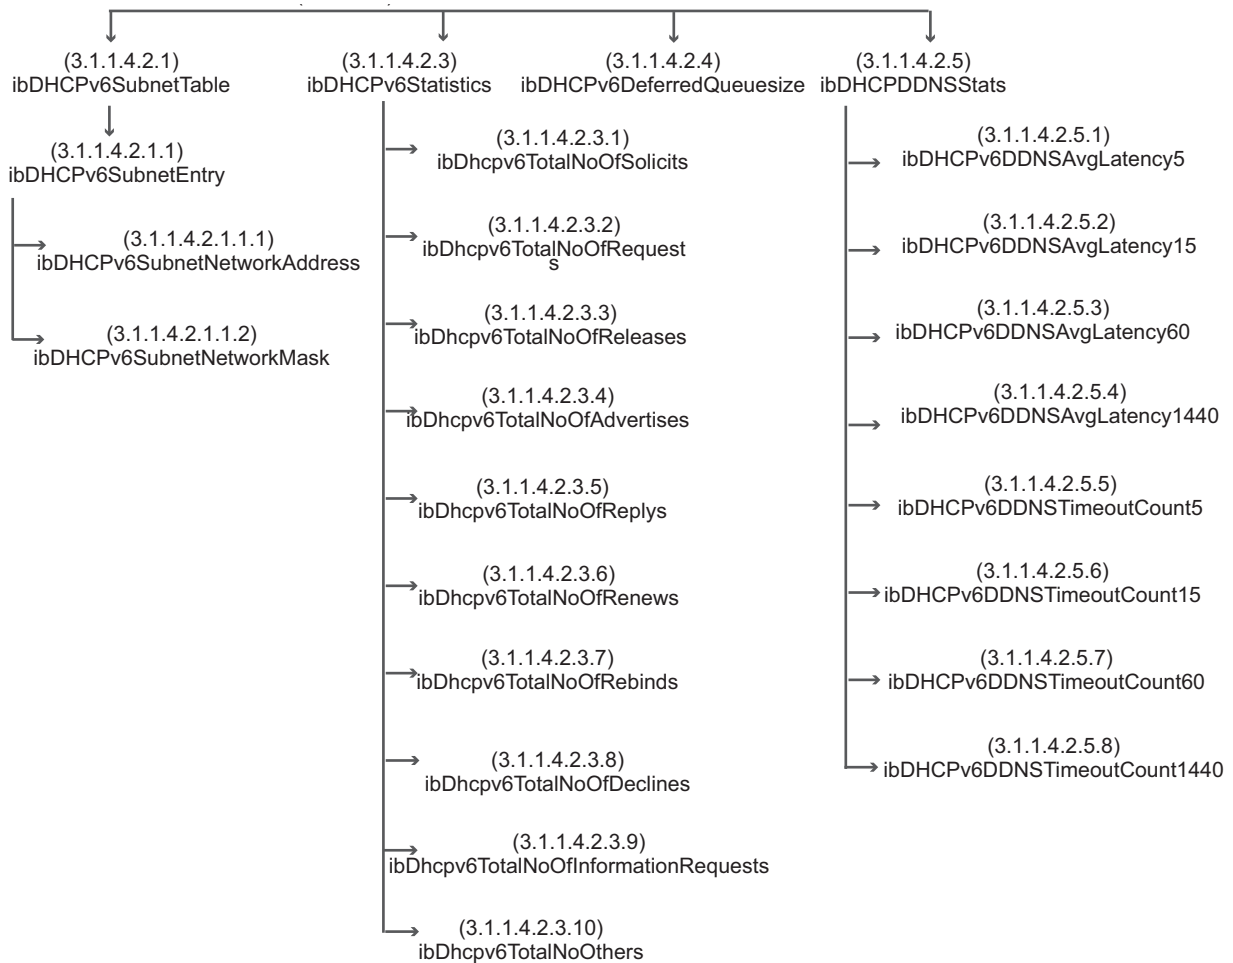 (3.1.1.4.2.1)
ibDHCPv6SubnetTable
(3.1.1.4.2.1.1)
ibDHCPv6SubnetEntry
(3.1.1.4.2.1.1.1)
ibDHCPv6SubnetNetworkAddress
(3.1.1.4.2.1.1.2)
ibDHCPv6SubnetNetworkMask
(3.1.1.4.2.3)
ibDHCPv6Statistics
(3.1.1.4.2.3.1)
ibDhcpv6TotalNoOfSolicits
(3.1.1.4.2.3.2)
ibDhcpv6TotalNoOfRequest
s
(3.1.1.4.2.3.3)
ibDhcpv6TotalNoOfReleases
(3.1.1.4.2.3.4)
ibDhcpv6TotalNoOfAdvertises
(3.1.1.4.2.3.5)
ibDhcpv6TotalNoOfReplys
(3.1.1.4.2.3.6)
ibDhcpv6TotalNoOfRenews
(3.1.1.4.2.3.7)
ibDhcpv6TotalNoOfRebinds
(3.1.1.4.2.3.8)
ibDhcpv6TotalNoOfDeclines
(3.1.1.4.2.3.9)
ibDhcpv6TotalNoOfInformationRequests
(3.1.1.4.2.3.10)
ibDhcpv6TotalNoOthers
(3.1.1.4.2.4)
ibDHCPv6DeferredQueuesize
(3.1.1.4.2.5)
ibDHCPDDNSStats
(3.1.1.4.2.5.1)
ibDHCPv6DDNSAvgLatency5
(3.1.1.4.2.5.2)
ibDHCPv6DDNSAvgLatency15
(3.1.1.4.2.5.3)
ibDHCPv6DDNSAvgLatency60
(3.1.1.4.2.5.4)
ibDHCPv6DDNSAvgLatency1440
(3.1.1.4.2.5.5)
ibDHCPv6DDNSTimeoutCount5
(3.1.1.4.2.5.6)
ibDHCPv6DDNSTimeoutCount15
(3.1.1.4.2.5.7)
ibDHCPv6DDNSTimeoutCount60
(3.1.1.4.2.5.8)
ibDHCPv6DDNSTimeoutCount1440